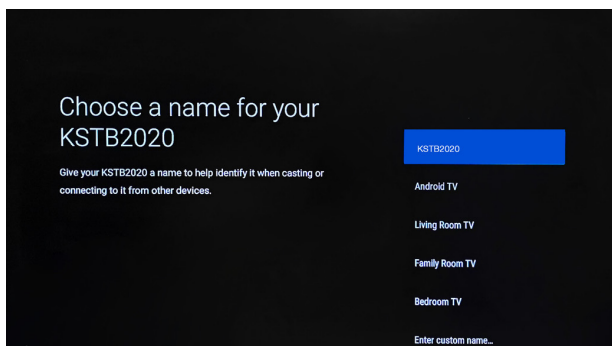 Choose a name for your
KSTB2020
Give your KSTB2020 a name to help identify it when casting or
connecting to it from other devices.
KSTB2020
Android TV
Living Room TV
Family Room TV
Bedroom TV
Enter custom name...